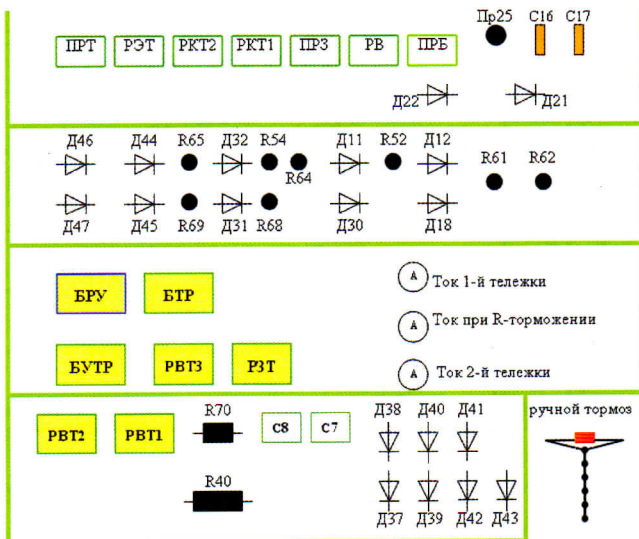 Пр25 С16 С17
ПРТ РЭТ РКТ2 РКТ1 ПРЗ РВ ПРБ
Д22 Д21
Д46 Д44 R65 Д32 R54 Д11 R52 Д12
R64 R61 R62
Д47 Д45 R69 Д31 R68 Д30 Д18
БРУ БТР
А Ток 1-й тележки
А Ток при R-торможении
БУТР РВТ3 РЗТ
А Ток 2-й тележки
R70 Д38 Д40 Д41 ручной тормоз
РВТ2 РВТ1 С8 С7
R40
Д37 Д39 Д42 Д43